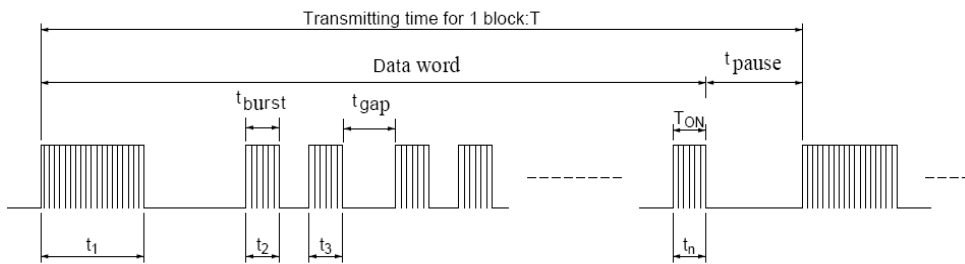 Transmitting time for 1 block:T
Data word
tpause
tburst
tgap
TON
t1
t2
t3
tn